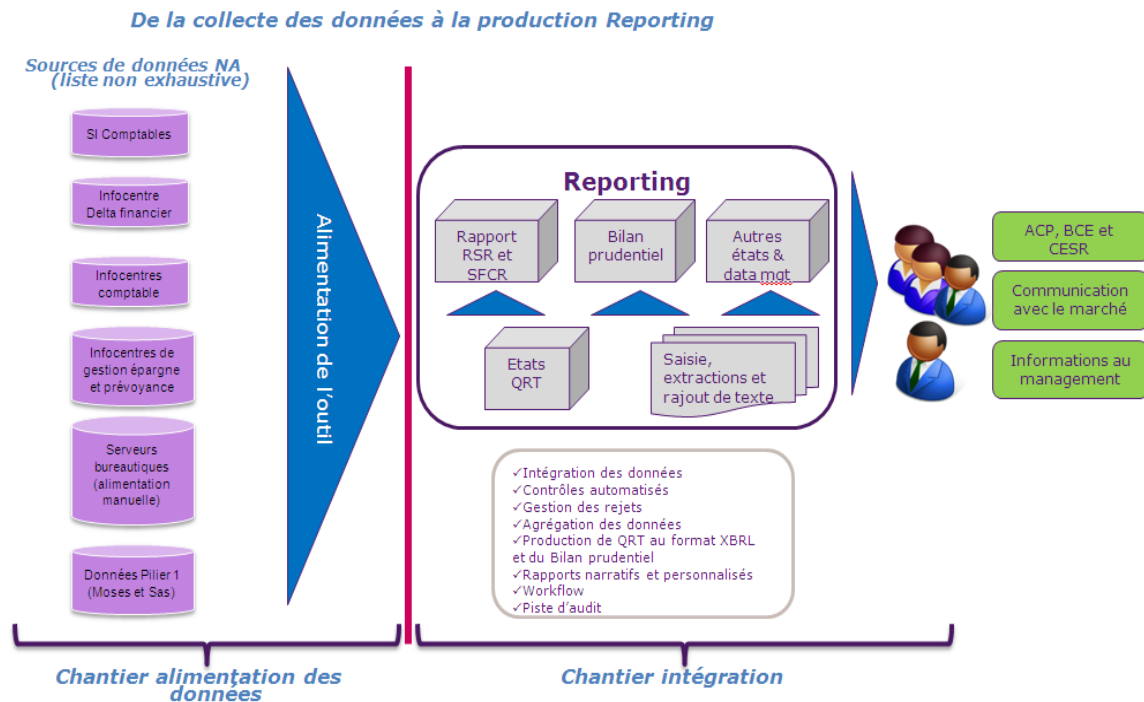 De la collecte des données à la production Reporting
Sources de données NA
(liste non exhaustive)
SI Comptables
Infocentre
Delta financier
Infocentres
comptable
Infocentres de
gestion épargne
et prévoyance
Serveurs
bureautiques
(alimentation
manuelle)
Données Pilier 1
(Moses et Sas)
Alimentation de l'outil
Reporting
Rapport
RSR et
SFCR
Bilan
prudentiel
Autres
états &
data mgt
Etats
QRT
Saisie,
extractions et
rajout de texte
✓Intégration des données
✓Contrôles automatisés
✓Gestion des rejets
✓Agrégation des données
✓Production de QRT au format XBRL
et du Bilan prudentiel
✓Rapports narratifs et personnalisés
✓Workflow
✓Piste d'audit
ACP, BCE et
CESR
Communication
avec le marché
Informations au
management
Chantier alimentation des
données
Chantier intégration